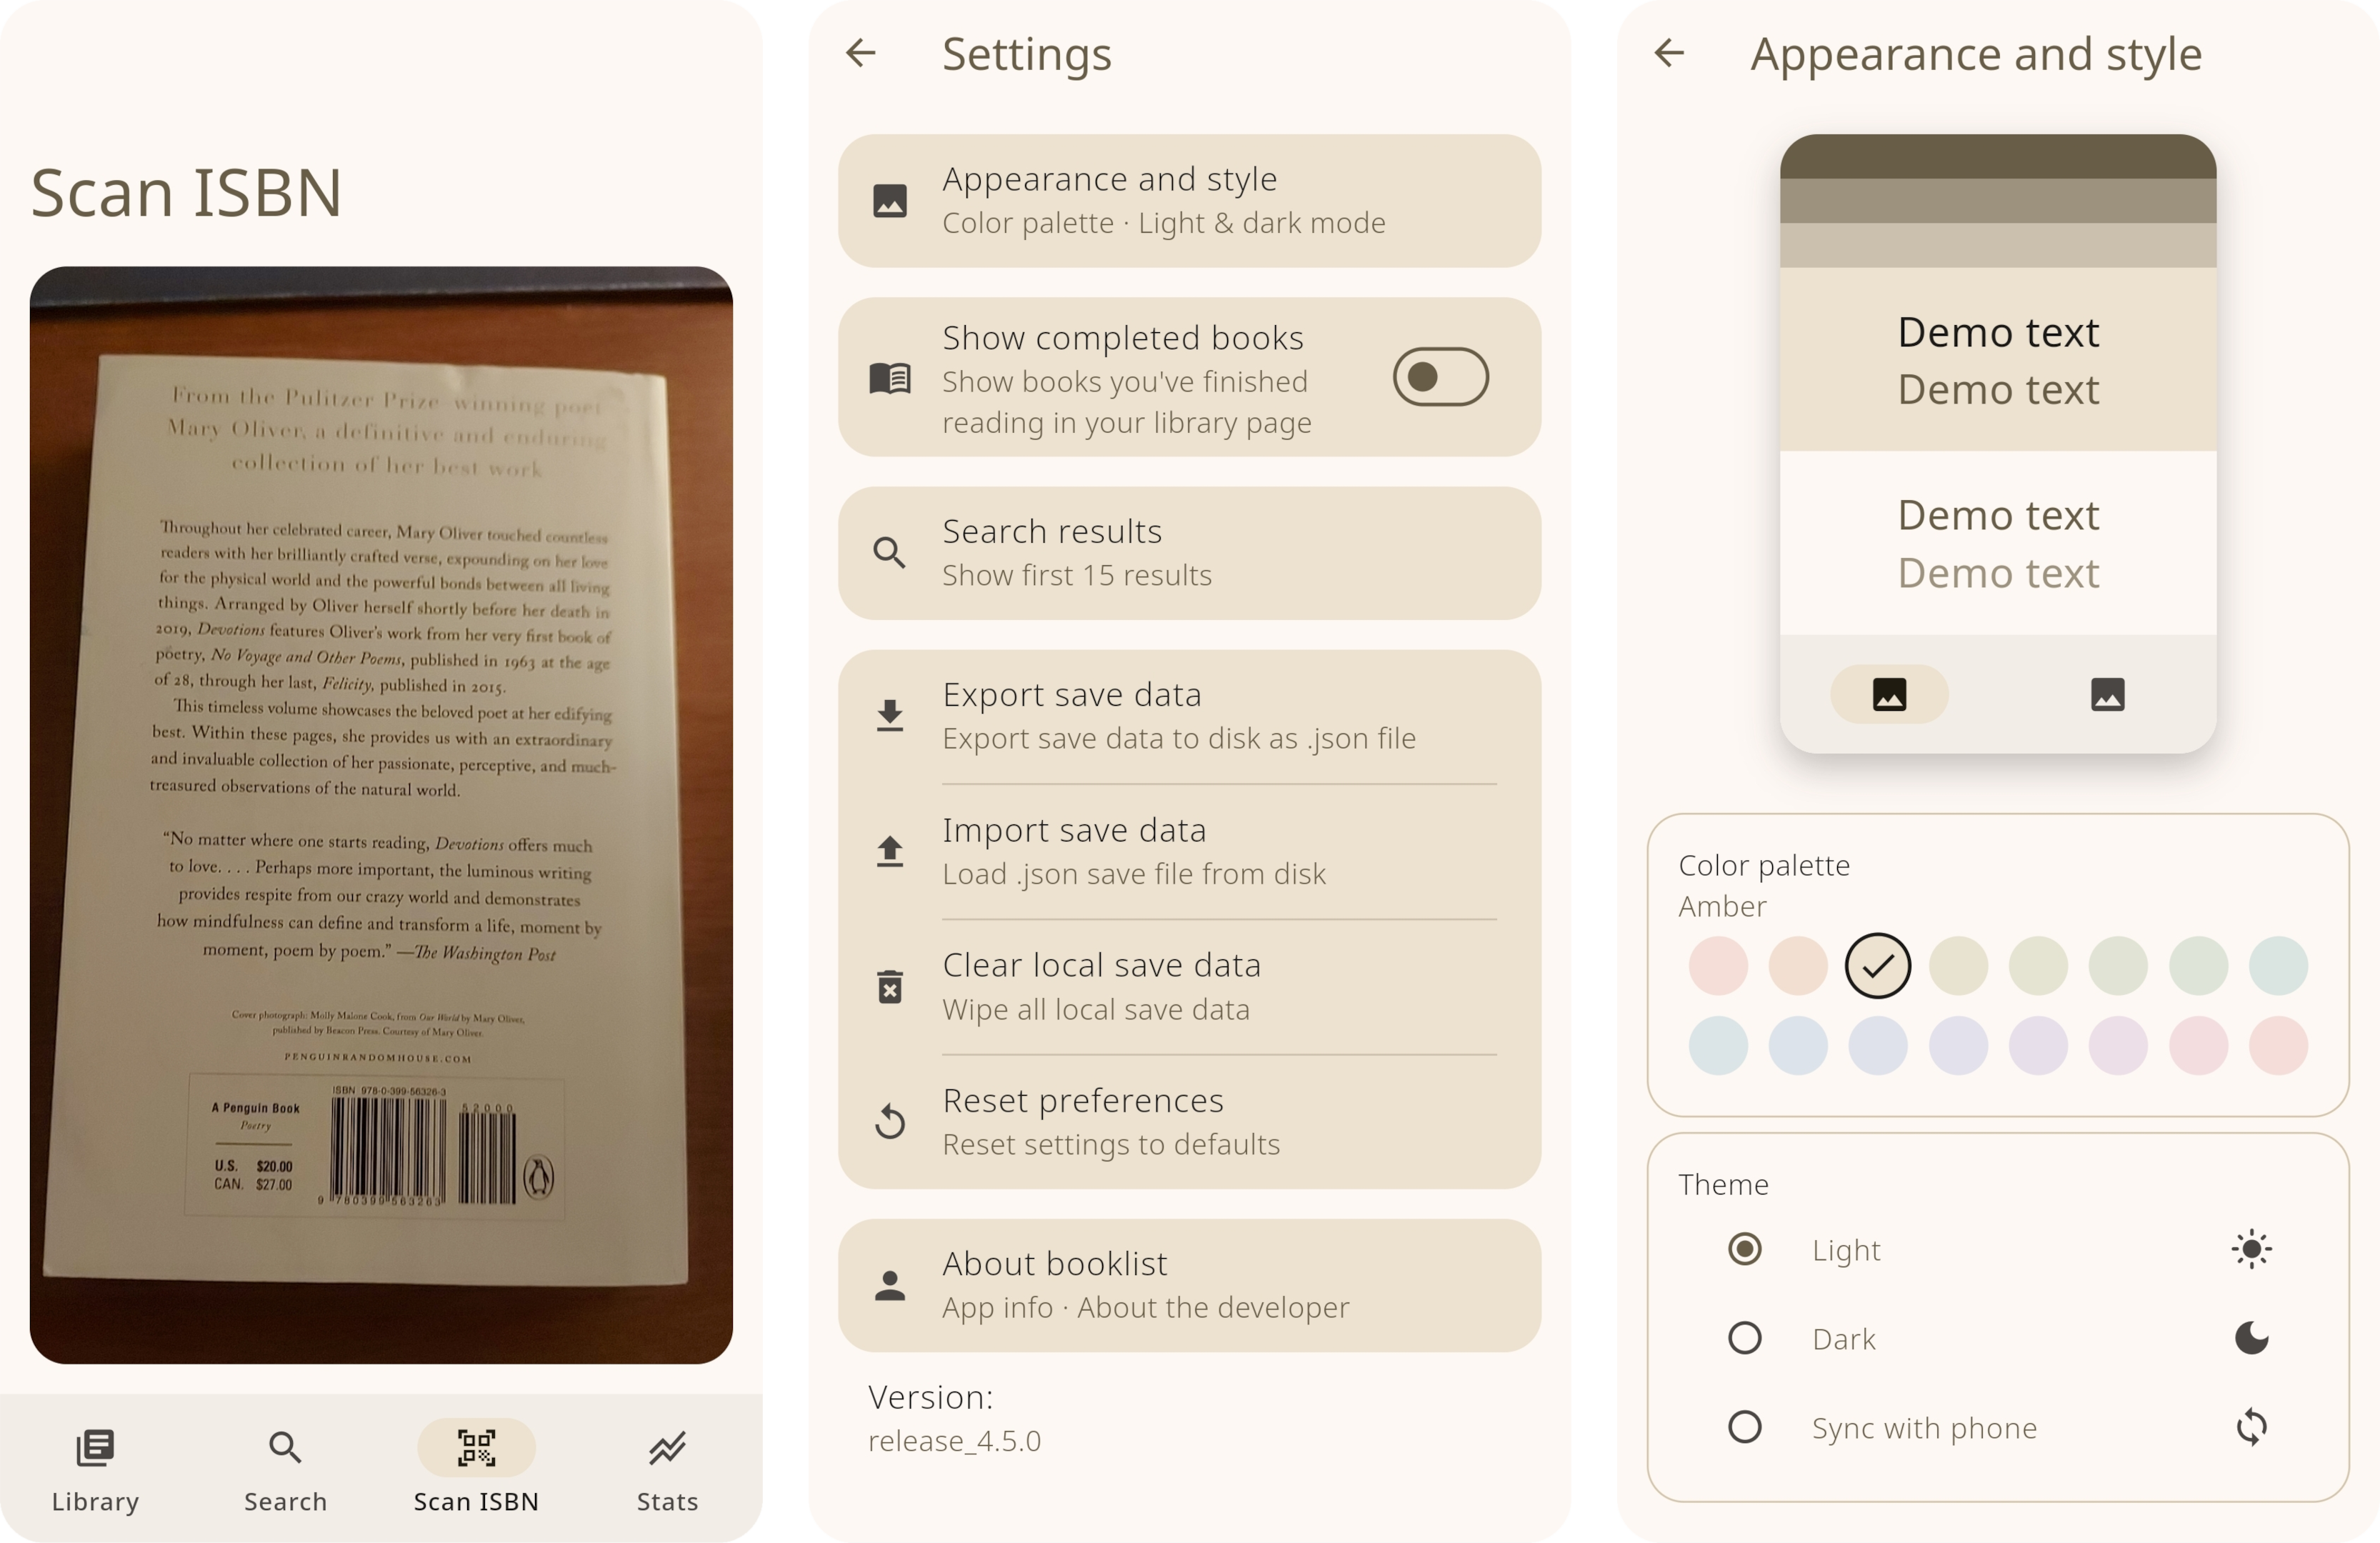 Scan ISBN
From the Pulitzer Prize-winning poet
Mary Oliver, a definitive and enduring
collection of her best work
Throughout her celebrated career, Mary Oliver touched countless
readers with her brilliantly crafted verse, expounding on her love
for the physical world and the powerful bonds between all living
things. Arranged by Oliver herself shortly before her death in
2019, Devotions features Oliver's work from her very first book of
poetry, No Voyage and Other Poems, published in 1963 at the age
of 28, through her last, Felicity, published in 2015.
This timeless volume showcases the beloved poet at her edifying
best. Within these pages, she provides us with an extraordinary
and invaluable collection of her passionate, perceptive, and much-
treasured observations of the natural world.
“No matter where one starts reading, Devotions offers much
to love. . . . Perhaps more important, the luminous writing
provides respite from our crazy world and demonstrates
how mindfulness can define and transform a life, moment by
moment, poem by poem.” —The Washington Post
Cover photograph: Molly Malone Cook, from Our World by Mary Oliver,
published by Beacon Press. Courtesy of Mary Oliver.
PENGUINRANDOMHOUSE.COM
A Penguin Book
Poetry
U.S. $20.00
CAN. $27.00
ISBN 978-0-399-56326-3
52000
9 780399 563263
Library
Search
Scan ISBN
Stats
Settings
Appearance and style
Color palette · Light & dark mode
Show completed books
Show books you've finished
reading in your library page
Search results
Show first 15 results
Export save data
Export save data to disk as .json file
Import save data
Load .json save file from disk
Clear local save data
Wipe all local save data
Reset preferences
Reset settings to defaults
About booklist
App info · About the developer
Version:
release_4.5.0
Appearance and style
Demo text
Demo text
Demo text
Demo text
Color palette
Amber
Theme
Light
Dark
Sync with phone